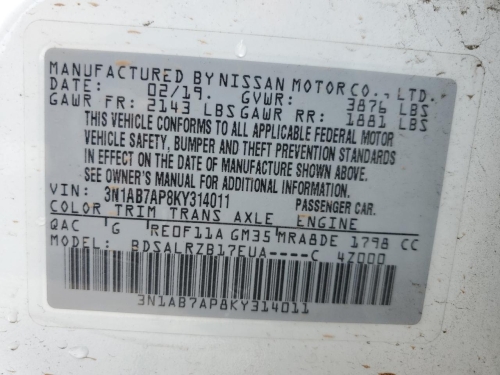 MANUFACTURED BY NISSAN MOTOR CO., LTD.
DATE: 02/19. GVWR: 3876 LBS
GAWR FR: 2143 LBS GAWR RR: 1881 LBS
THIS VEHICLE CONFORMS TO ALL APPLICABLE FEDERAL MOTOR
VEHICLE SAFETY, BUMPER AND THEFT PREVENTION STANDARDS
IN EFFECT ON THE DATE OF MANUFACTURE SHOWN ABOVE.
SEE OWNER'S MANUAL FOR ADDITIONAL INFORMATION.
VIN: 3N1AB7AP8KY314011 PASSENGER CAR.
COLOR TRIM TRANS AXLE ENGINE
QAC G RE0F11A GM35 MRA8DE 1798 CC
MODEL: BDSALRZB17EUA----C 4Z000
3N1AB7AP8KY314011